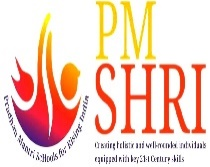 PM
SHRI
Pradhan Mantri Schools for Rising India
Creating holistic and well-rounded individuals
equipped with key 21st Century skills